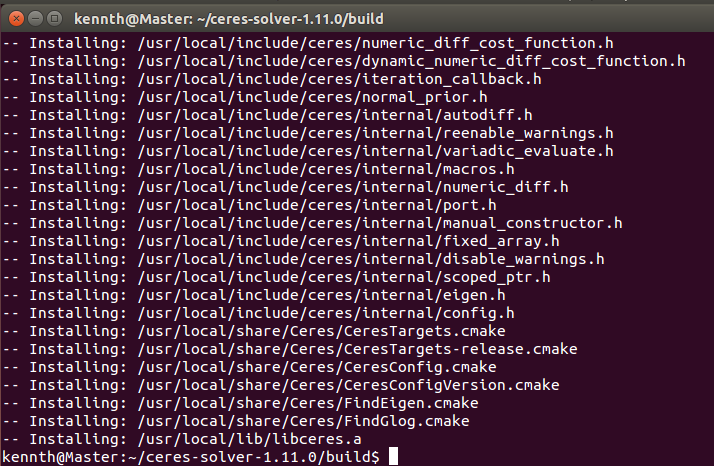 kennth@Master: ~/ceres-solver-1.11.0/build
-- Installing: /usr/local/include/ceres/numeric_diff_cost_function.h
-- Installing: /usr/local/include/ceres/dynamic_numeric_diff_cost_function.h
-- Installing: /usr/local/include/ceres/iteration_callback.h
-- Installing: /usr/local/include/ceres/normal_prior.h
-- Installing: /usr/local/include/ceres/internal/autodiff.h
-- Installing: /usr/local/include/ceres/internal/reenable_warnings.h
-- Installing: /usr/local/include/ceres/internal/variadic_evaluate.h
-- Installing: /usr/local/include/ceres/internal/macros.h
-- Installing: /usr/local/include/ceres/internal/numeric_diff.h
-- Installing: /usr/local/include/ceres/internal/port.h
-- Installing: /usr/local/include/ceres/internal/manual_constructor.h
-- Installing: /usr/local/include/ceres/internal/fixed_array.h
-- Installing: /usr/local/include/ceres/internal/disable_warnings.h
-- Installing: /usr/local/include/ceres/internal/scoped_ptr.h
-- Installing: /usr/local/include/ceres/internal/eigen.h
-- Installing: /usr/local/include/ceres/internal/config.h
-- Installing: /usr/local/share/Ceres/CeresTargets.cmake
-- Installing: /usr/local/share/Ceres/CeresTargets-release.cmake
-- Installing: /usr/local/share/Ceres/CeresConfig.cmake
-- Installing: /usr/local/share/Ceres/CeresConfigVersion.cmake
-- Installing: /usr/local/share/Ceres/FindEigen.cmake
-- Installing: /usr/local/share/Ceres/FindGlog.cmake
-- Installing: /usr/local/lib/libceres.a
kennth@Master:~/ceres-solver-1.11.0/build$